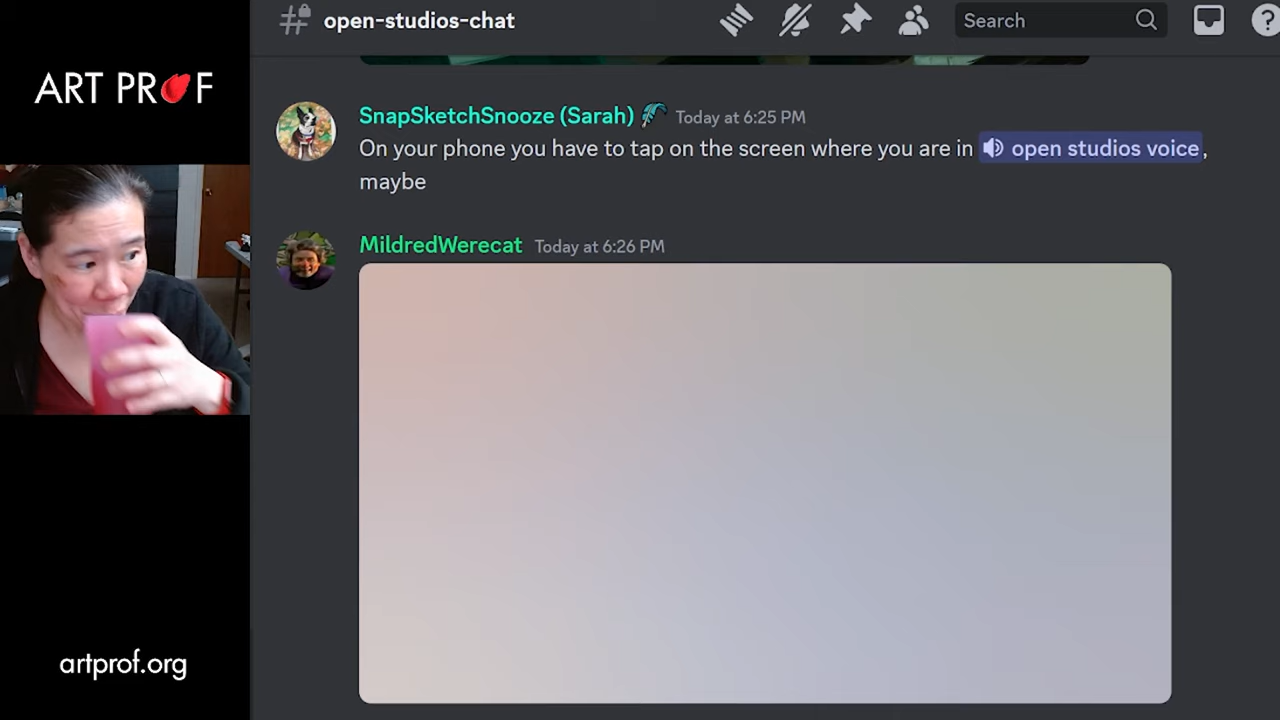 open-studios-chat
Search
ART PROF
SnapSketchSnooze (Sarah) Today at 6:25 PM
On your phone you have to tap on the screen where you are in open studios voice,
maybe
MildredWerecat Today at 6:26 PM
artprof.org